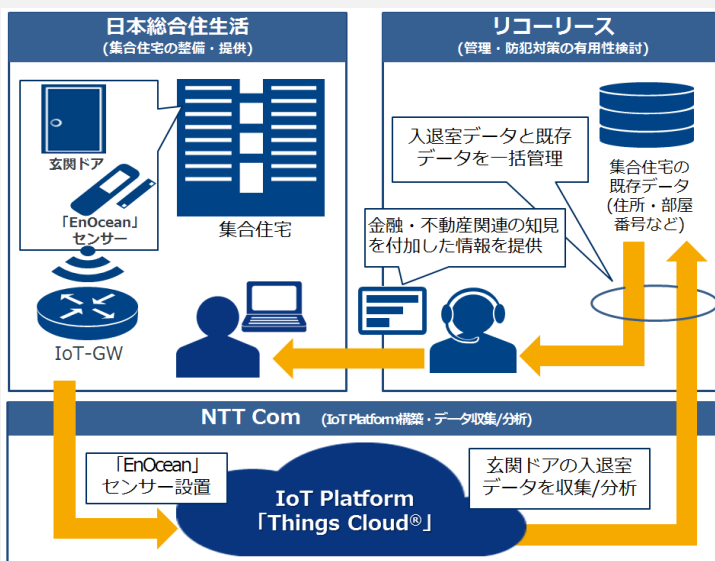 日本総合住生活
(集合住宅の整備・提供)
玄関ドア
「EnOcean」
センサー
集合住宅
IoT-GW
リコーリース
(管理・防犯対策の有用性検討)
入退室データと既存
データを一括管理
集合住宅の
既存データ
(住所・部屋
番号など)
金融・不動産関連の知見
を付加した情報を提供
NTT Com (IoT Platform構築・データ収集/分析)
「EnOcean」
センサー設置
IoT Platform
「Things Cloud®」
玄関ドアの入退室
データを収集/分析